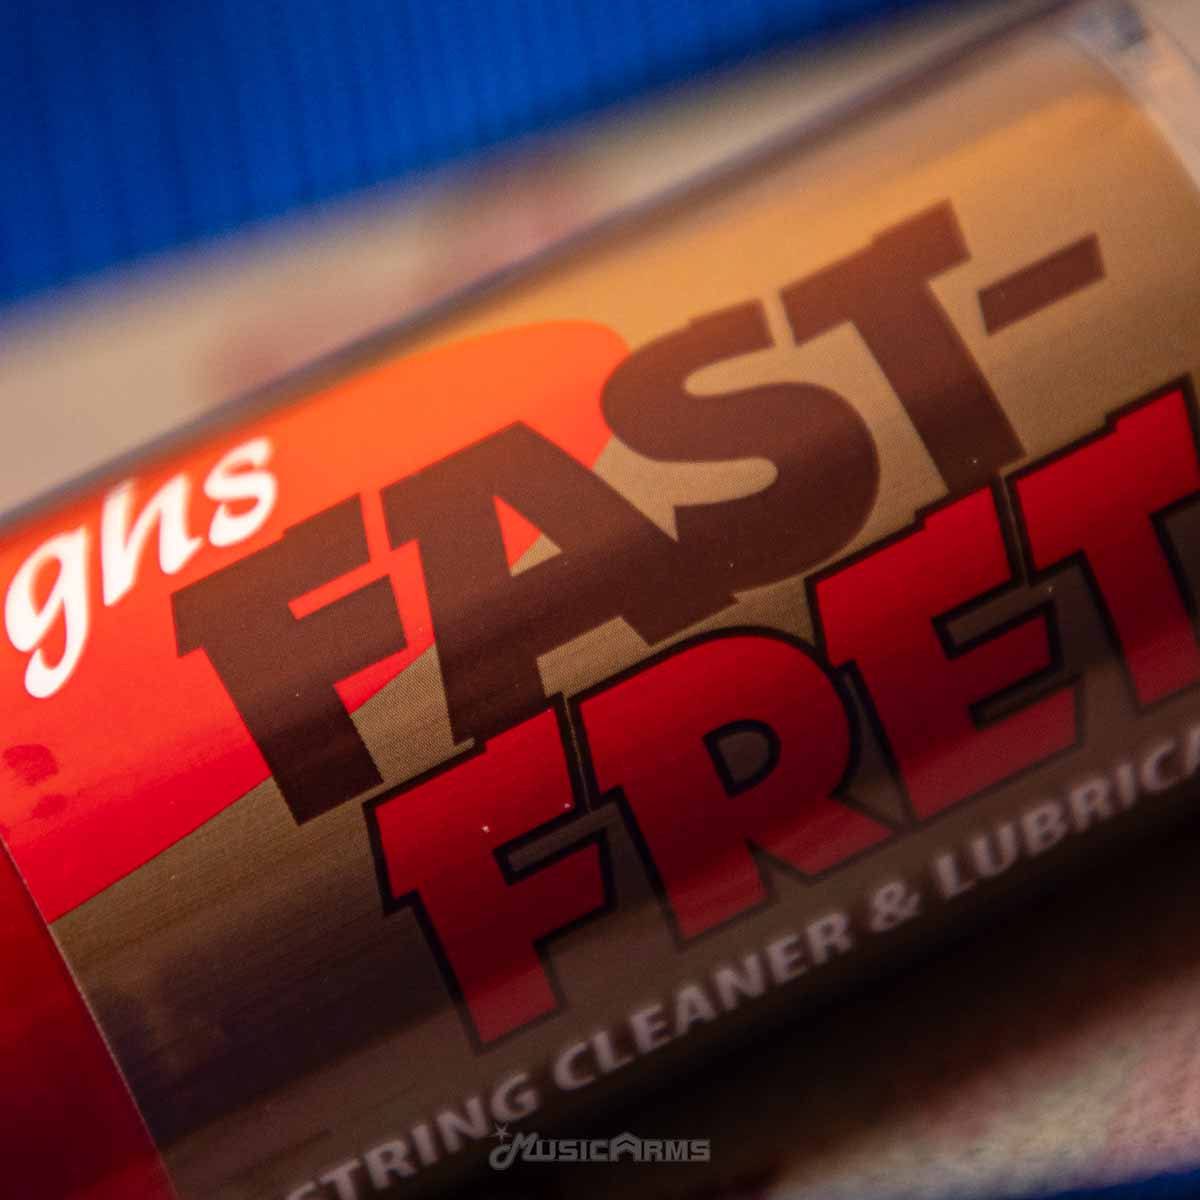 ghs
FAST-
FRET
STRING CLEANER & LUBRICA
MUSICARMS